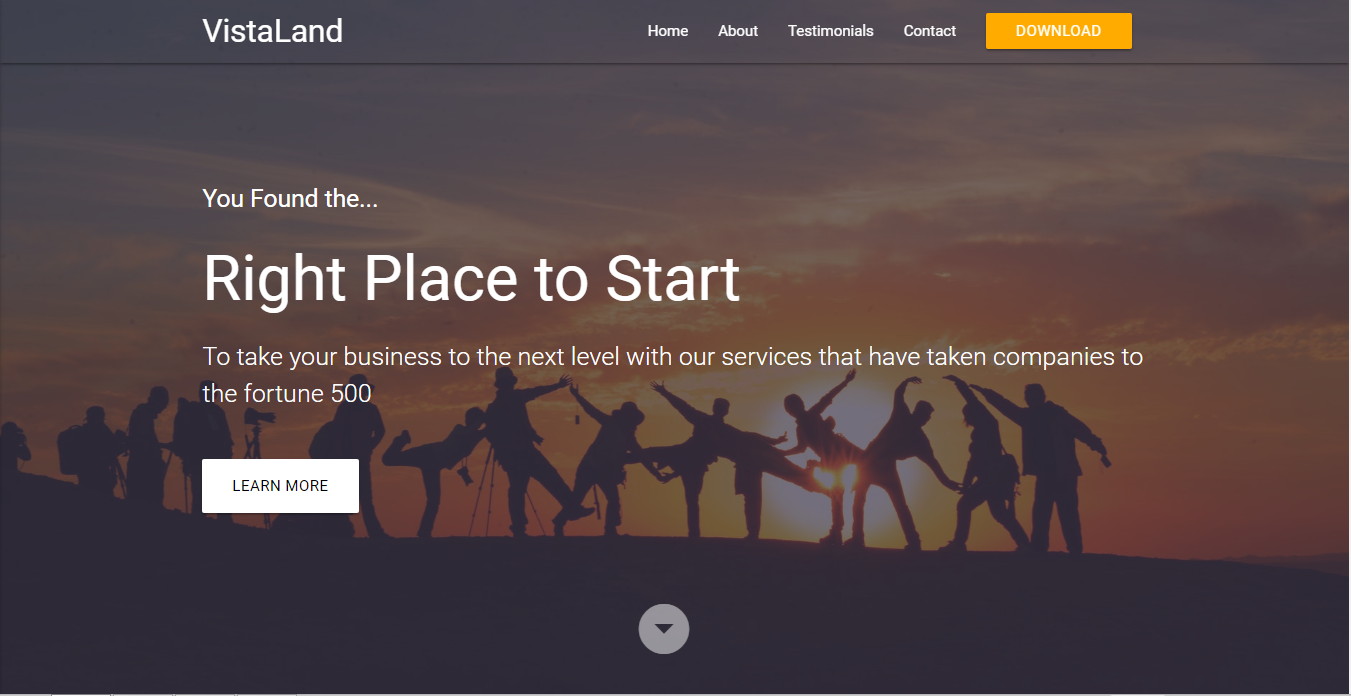 VistaLand
Home About Testimonials Contact DOWNLOAD
You Found the...
Right Place to Start
To take your business to the next level with our services that have taken companies to
the fortune 500
LEARN MORE